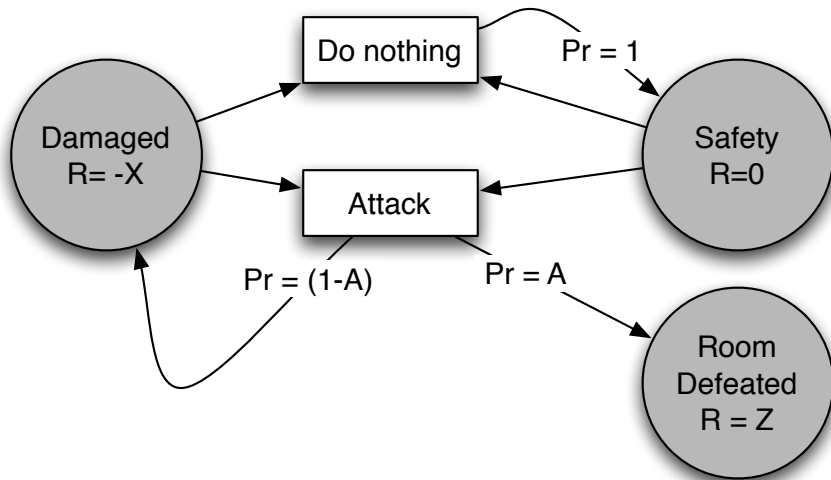 Do nothing
Pr = 1
Damaged
R= -X
Safety
R=0
Attack
Pr = (1-A)
Pr = A
Room
Defeated
R = Z